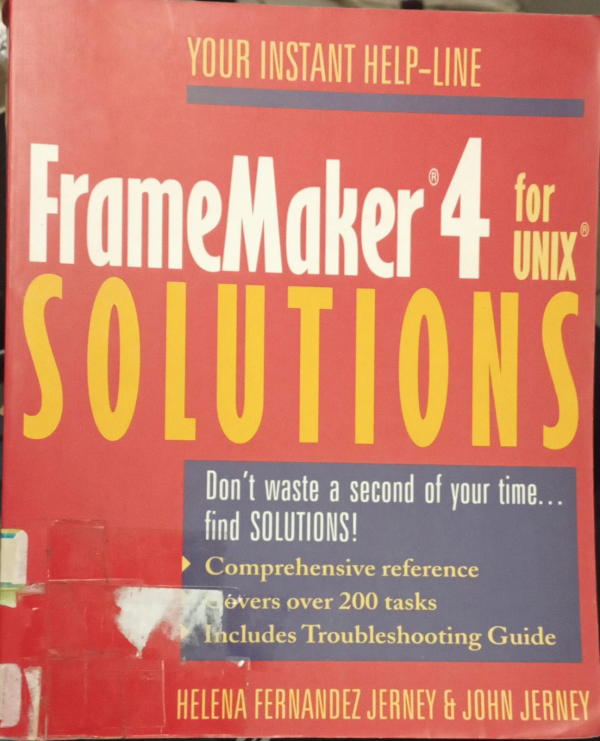 YOUR INSTANT HELP-LINE
FrameMaker® 4 for UNIX®
SOLUTIONS
Don't waste a second of your time...
find SOLUTIONS!
Comprehensive reference
Covers over 200 tasks
Includes Troubleshooting Guide
HELENA FERNANDEZ JERNEY & JOHN JERNEY